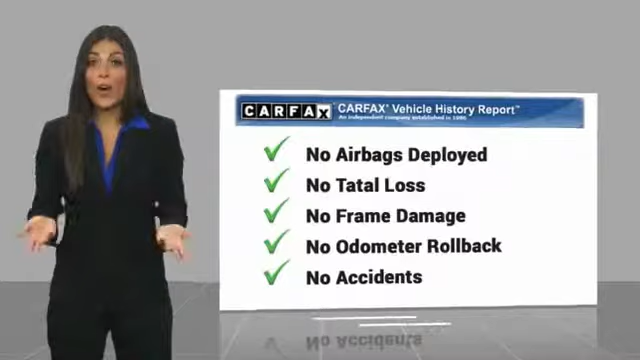 CARFAX CARFAX Vehicle History Report™
An independent company established in 1986
No Airbags Deployed
No Tatal Loss
No Frame Damage
No Odometer Rollback
No Accidents
No Accidents